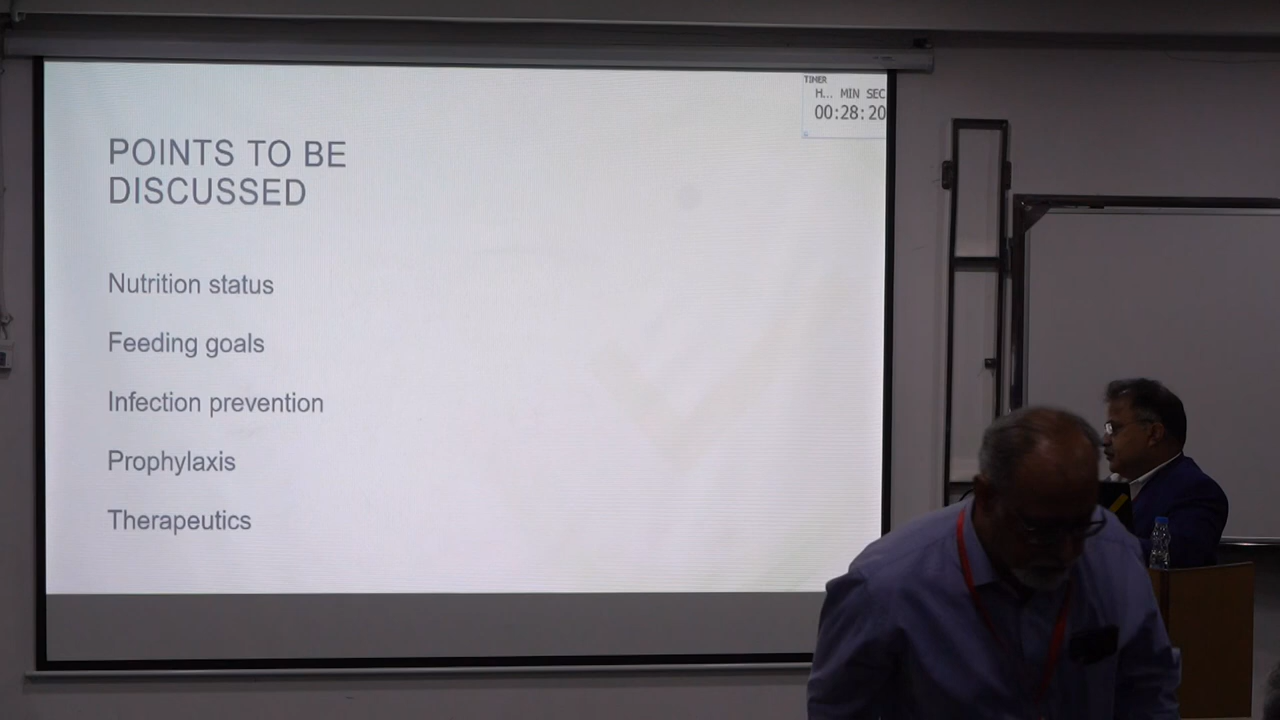 TIMER
H... MIN SEC
00:28:20
POINTS TO BE
DISCUSSED
Nutrition status
Feeding goals
Infection prevention
Prophylaxis
Therapeutics